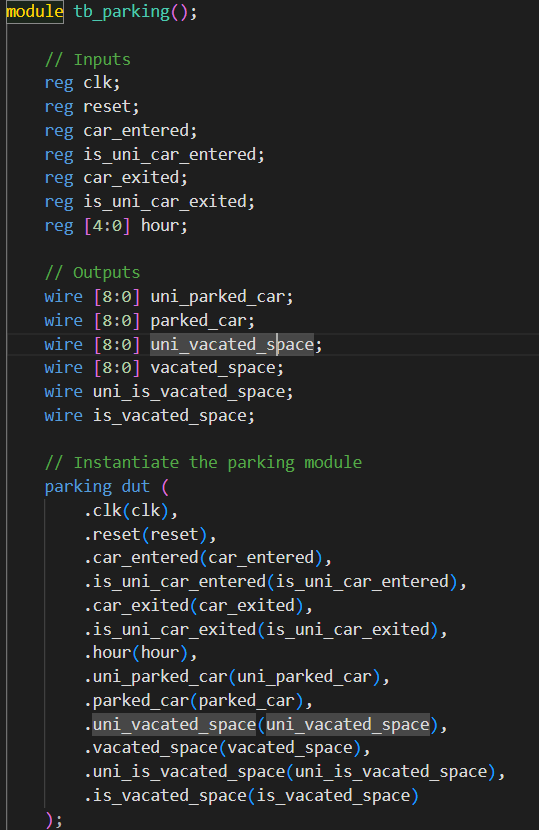 module tb_parking();
// Inputs
reg clk;
reg reset;
reg car_entered;
reg is_uni_car_entered;
reg car_exited;
reg is_uni_car_exited;
reg [4:0] hour;
// Outputs
wire [8:0] uni_parked_car;
wire [8:0] parked_car;
wire [8:0] uni_vacated_space;
wire [8:0] vacated_space;
wire uni_is_vacated_space;
wire is_vacated_space;
// Instantiate the parking module
parking dut (
.clk(clk),
.reset(reset),
.car_entered(car_entered),
.is_uni_car_entered(is_uni_car_entered),
.car_exited(car_exited),
.is_uni_car_exited(is_uni_car_exited),
.hour(hour),
.uni_parked_car(uni_parked_car),
.parked_car(parked_car),
.uni_vacated_space(uni_vacated_space),
.vacated_space(vacated_space),
.uni_is_vacated_space(uni_is_vacated_space),
.is_vacated_space(is_vacated_space)
);